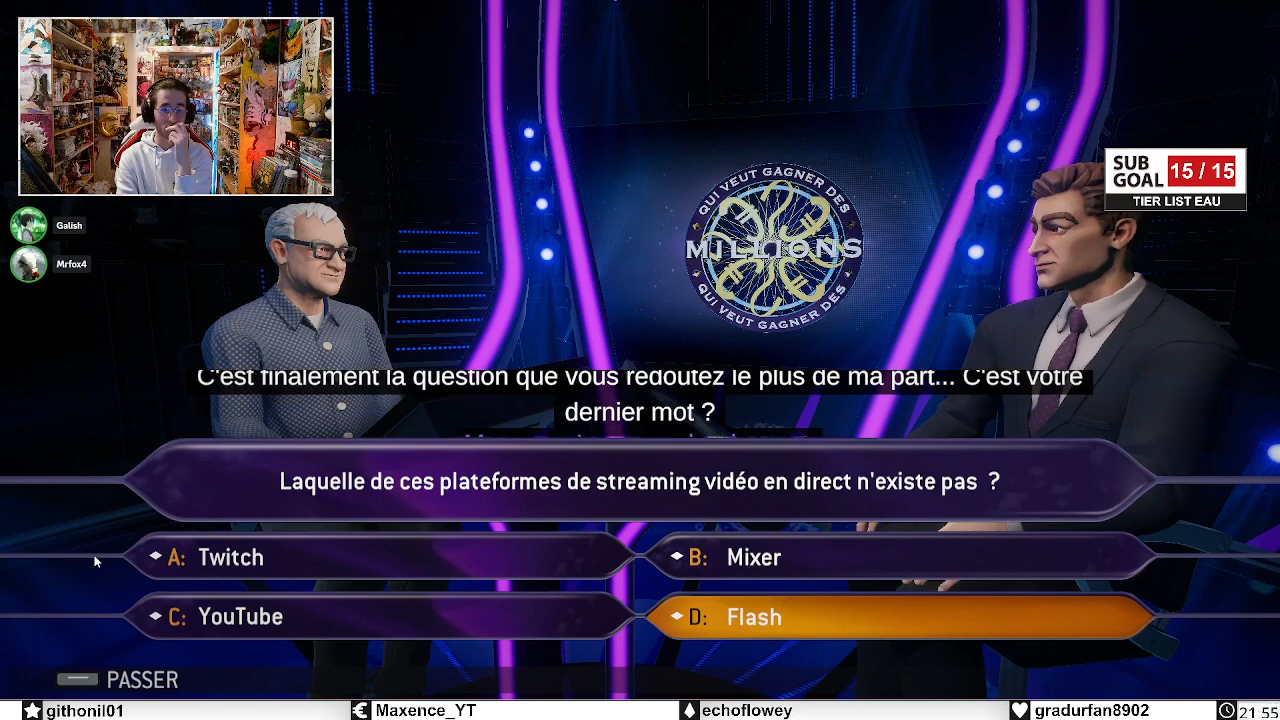 SUB
GOAL
15 / 15
TIER LIST EAU
Galish
Mrfox4
QUI VEUT GAGNER DES
MILLIONS
QUI VEUT GAGNER DES
C'est finalement la question que vous redoutez le plus de ma part... C'est votre
dernier mot ?
Laquelle de ces plateformes de streaming vidéo en direct n'existe pas ?
A: Twitch
B: Mixer
C: YouTube
D: Flash
PASSER
githonil01
Maxence_YT
echoflowey
gradurfan8902
21:55